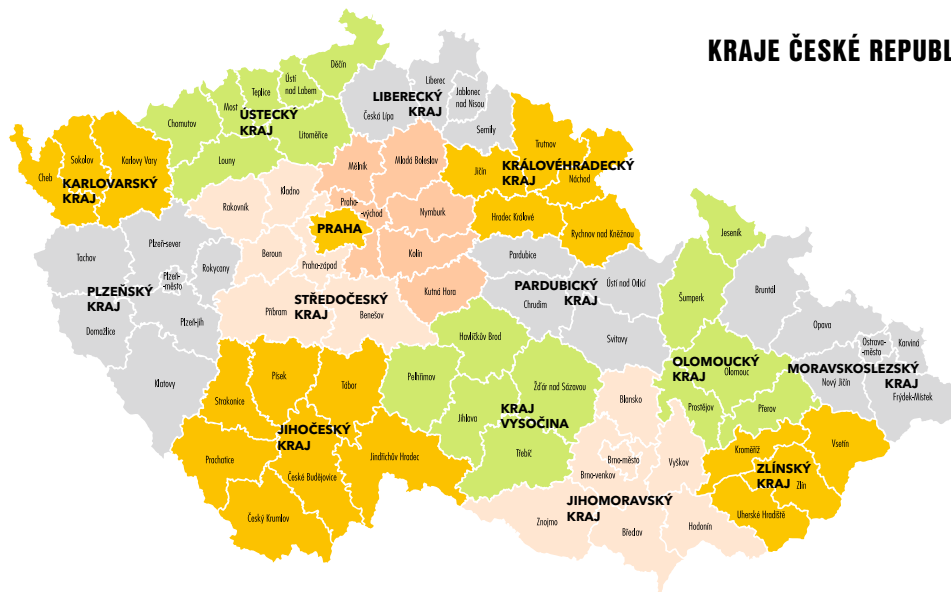 KRAJE ČESKÉ REPUBL
Děčín
Ústí
nad Labem
Teplice
Most
Chomutov
ÚSTECKÝ
KRAJ
Litoměřice
Louny
Liberec
Jablonec
nad Nisou
LIBERECKÝ
KRAJ
Česká Lípa
Semily
Sokolov
Karlovy Vary
Cheb
KARLOVARSKÝ
KRAJ
Trutnov
Jičín
KRÁLOVÉHRADECKÝ
KRAJ
Náchod
Hradec Králové
Rychnov nad Kněžnou
Mělník
Mladá Boleslav
Kladno
Rakovník
Praha-
-východ
Nymburk
PRAHA
Beroun
Praha-západ
Kolín
Kutná Hora
STŘEDOČESKÝ
KRAJ
Příbram
Benešov
Tachov
Plzeň-sever
Plzeň-
město
Rokycany
PLZEŇSKÝ
KRAJ
Domažlice
Plzeň-jih
Klatovy
Pardubice
PARDUBICKÝ
KRAJ
Chrudim
Ústí nad Orlicí
Svitavy
Jeseník
Šumperk
OLOMOUCKÝ
KRAJ
Olomouc
Prostějov
Přerov
Bruntál
Opava
Ostrava-
město
Karviná
MORAVSKOSLEZSKÝ
KRAJ
Nový Jičín
Frýdek-Místek
Havlíčkův Brod
Pelhřimov
Žďár nad Sázavou
Jihlava
KRAJ
VYSOČINA
Třebíč
Písek
Tábor
Strakonice
JIHOČESKÝ
KRAJ
Prachatice
České Budějovice
Jindřichův Hradec
Český Krumlov
Blansko
Brno-město
Brno-venkov
Vyškov
JIHOMORAVSKÝ
KRAJ
Znojmo
Břeclav
Hodonín
Kroměříž
Vsetín
ZLÍNSKÝ
KRAJ
Zlín
Uherské Hradiště